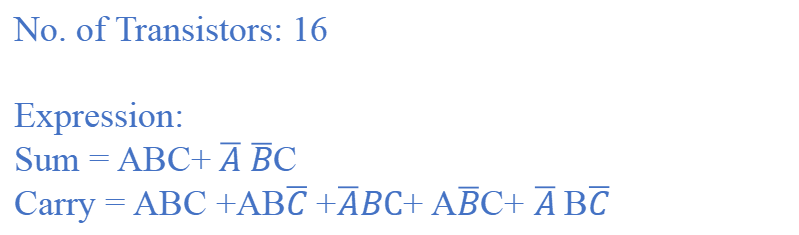 No. of Transistors: 16
Expression:
Sum = ABC+ A̅ B̅C
Carry = ABC +ABC̅ +A̅BC+ AB̅C+ A̅ BC̅